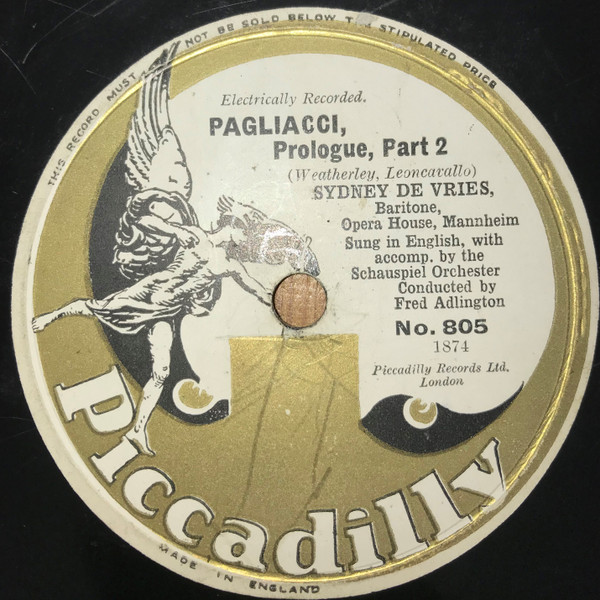 THIS RECORD MUST NOT BE SOLD BELOW THE STIPULATED PRICE
Electrically Recorded.
PAGLIACCI,
Prologue, Part 2
(Weatherley, Leoncavallo)
SYDNEY DE VRIES,
Baritone,
Opera House, Mannheim
Sung in English, with
accomp. by the
Schauspiel Orchester
Conducted by
Fred Adlington
No. 805
1874
Piccadilly Records Ltd.
London
Piccadilly
MADE IN ENGLAND